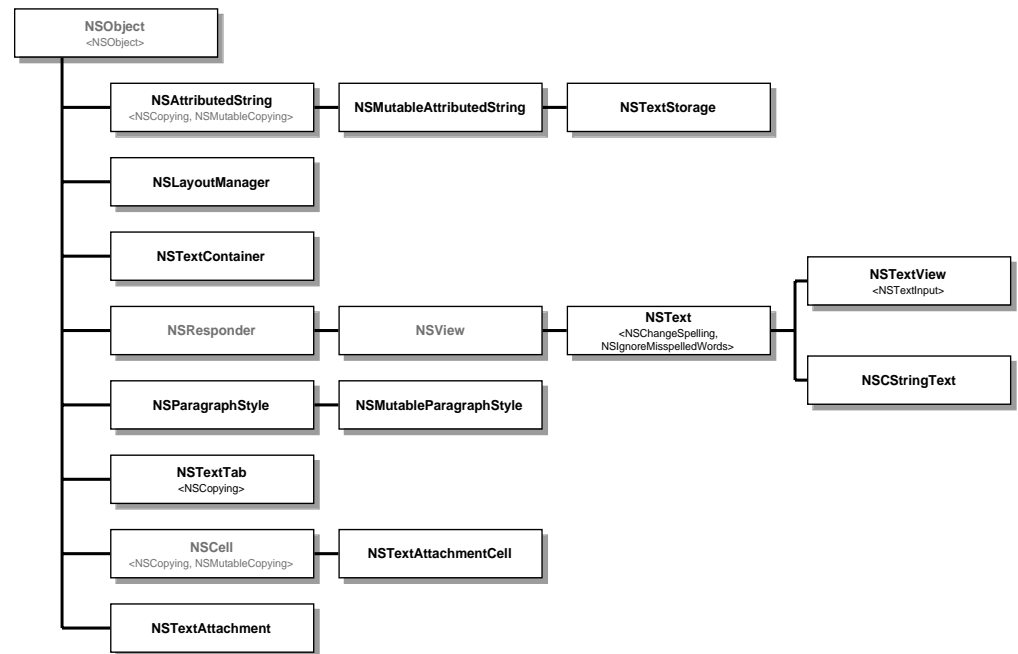 NSObject
<NSObject>
NSAttributedString
<NSCopying, NSMutableCopying>
NSMutableAttributedString
NSTextStorage
NSLayoutManager
NSTextContainer
NSTextView
<NSTextInput>
NSResponder
NSView
NSText
<NSChangeSpelling,
NSIgnoreMisspelledWords>
NSCStringText
NSParagraphStyle
NSMutableParagraphStyle
NSTextTab
<NSCopying>
NSCell
<NSCopying, NSMutableCopying>
NSTextAttachmentCell
NSTextAttachment